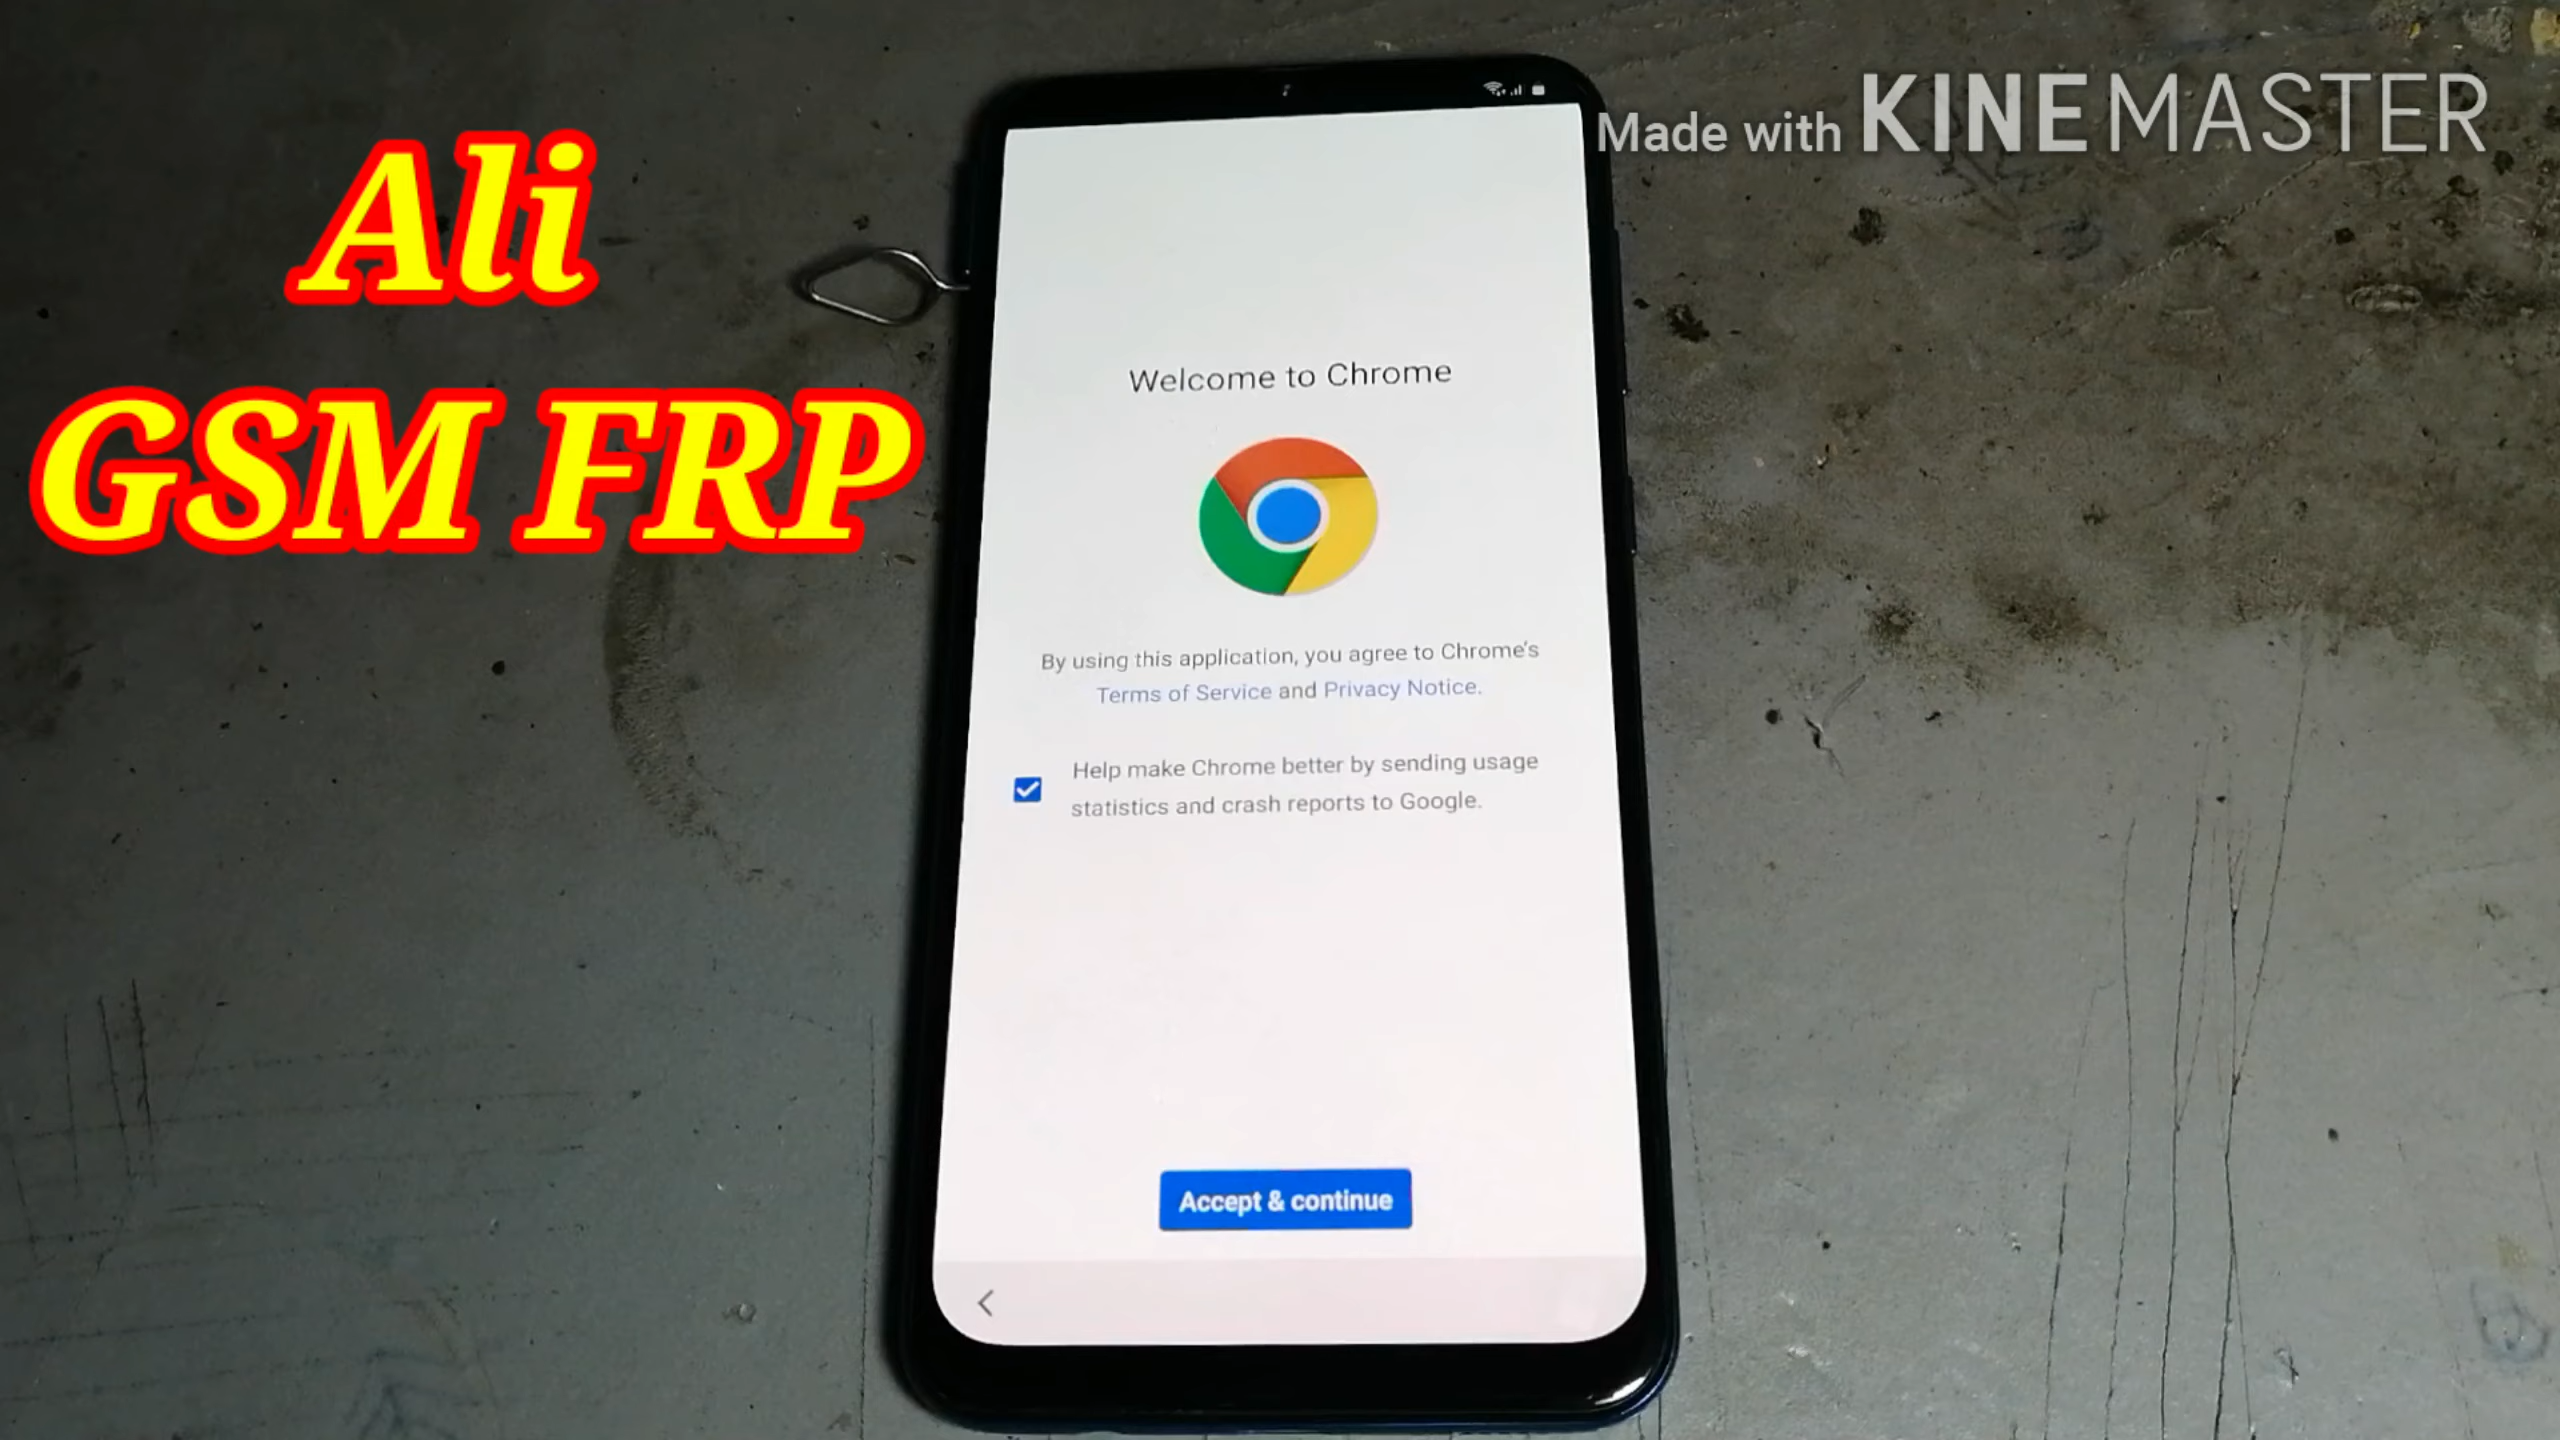 Ali
GSM FRP
Made with KINEMASTER
Welcome to Chrome
By using this application, you agree to Chrome's
Terms of Service and Privacy Notice.
Help make Chrome better by sending usage
statistics and crash reports to Google.
Accept & continue